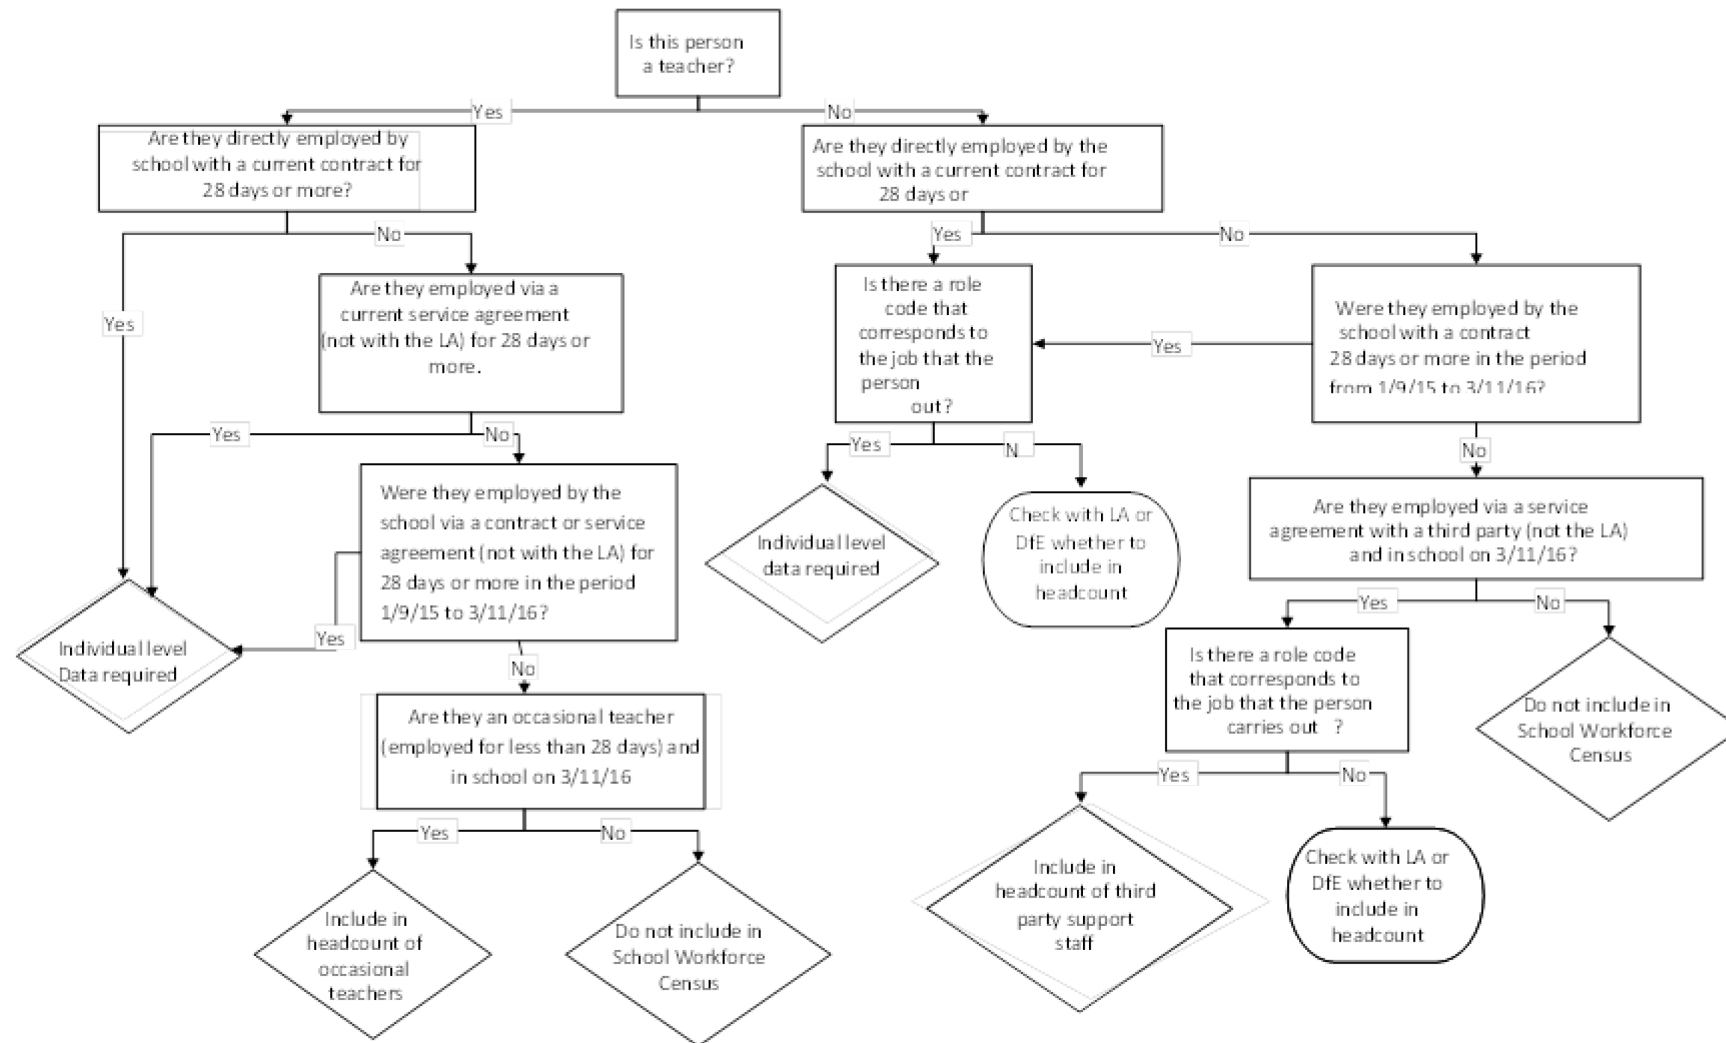 Is this person
a teacher?
Yes
No
Are they directly employed by
school with a current contract for
28 days or more?
Are they directly employed by the
school with a current contract for
28 days or
No
Yes
No
Yes
Are they employed via a
current service agreement
(not with the LA) for 28 days or
more.
Is there a role
code that
corresponds to
the job that the
person
out?
Yes
Were they employed by the
school with a contract
28 days or more in the period
from 1/9/15 to 3/11/16?
Yes
No
Yes
N
No
Were they employed by the
school via a contract or service
agreement (not with the LA) for
28 days or more in the period
1/9/15 to 3/11/16?
Individual level
data required
Check with LA or
DfE whether to
include in
headcount
Are they employed via a service
agreement with a third party (not the LA)
and in school on 3/11/16?
Yes
No
Yes
No
Individual level
Data required
Is there a role code
that corresponds to
the job that the person
carries out ?
Do not include in
School Workforce
Census
Are they an occasional teacher
(employed for less than 28 days) and
in school on 3/11/16
Yes
No
Yes
No
Include in
headcount of
occasional
teachers
Do not include in
School Workforce
Census
Include in
headcount of third
party support
staff
Check with LA or
DfE whether to
include in
headcount